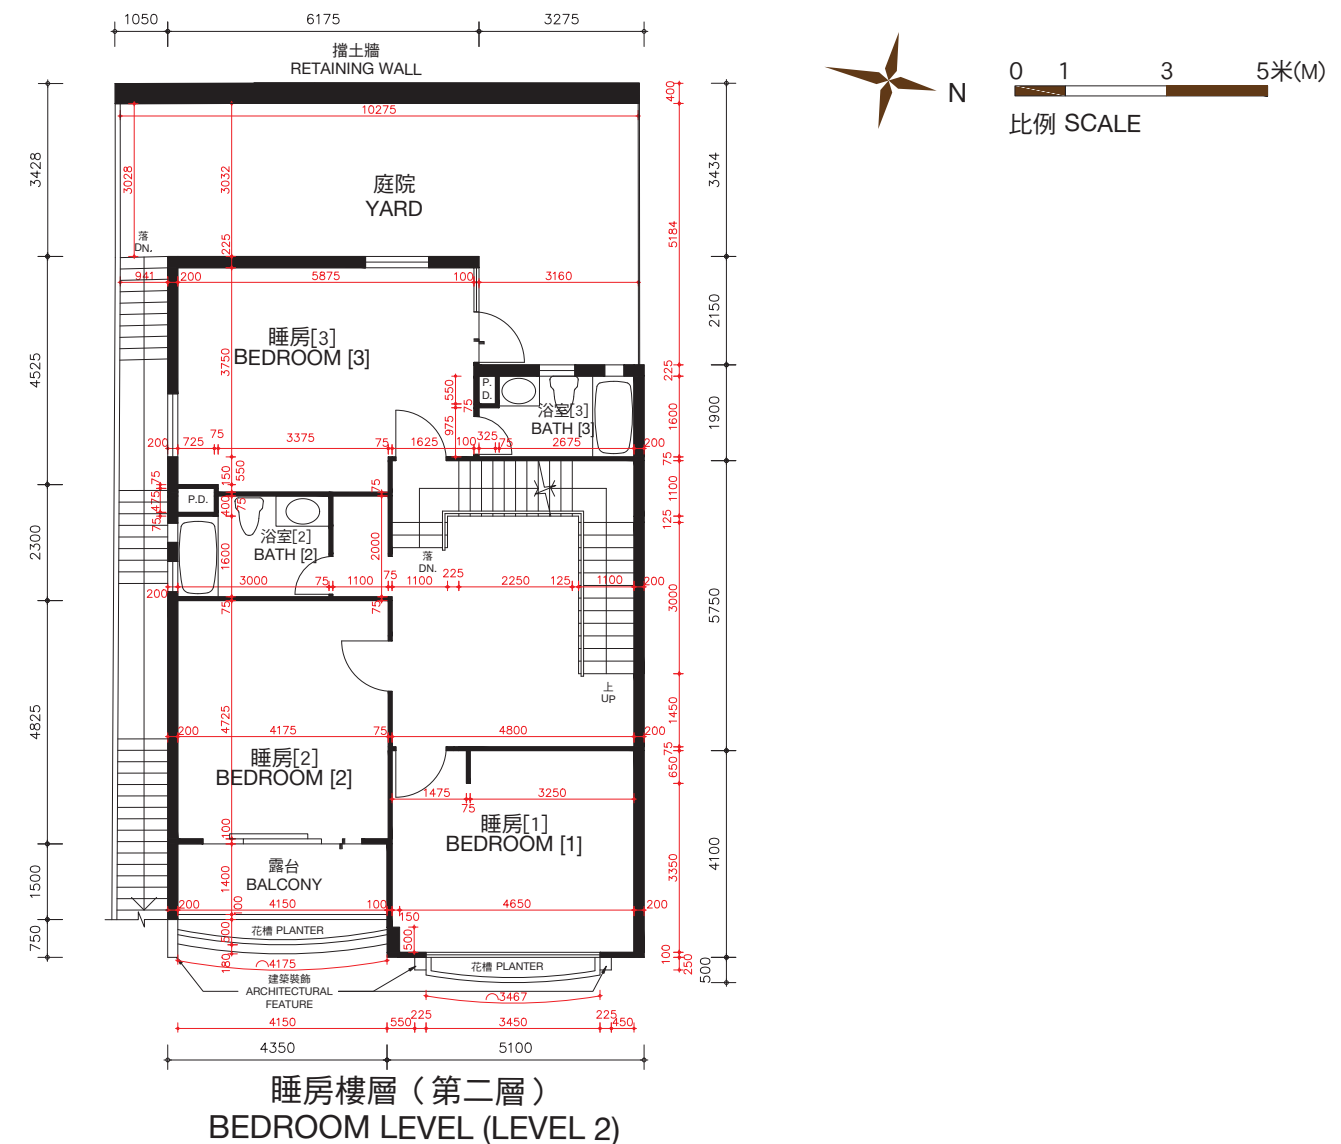 1050 6175 3275
擋土牆
RETAINING WALL
N
0 1 3 5米(M)
比例 SCALE
400
10275
3428
3028
3032
庭院
YARD
3434
5184
落
DN.
225
941 200 5875 100 3160
2150
睡房[3]
BEDROOM [3]
3750
4525
225
P.
D.
550
75
975
浴室[3]
BATH [3]
1600
1900
200 725 75 3375 75 1625 100 325 75 2675 200
75
150
550
75
75
475
75
P.D.
400
75
1100
125
浴室[2]
BATH [2]
1600
2000
2300
落
DN.
200 3000 75 1100 75 1100 225 2250 125 1100 200
75
75
3000
5750
上
UP
4825
4725
1450
200 4175 75 4800 200
75
650
睡房[2]
BEDROOM [2]
1475 75 3250
睡房[1]
BEDROOM [1]
100
露台
BALCONY
1400
1500
3350
4100
200 4150 100 4650 200
100
150
500
花槽 PLANTER
500
750
180
4175
花槽 PLANTER
100
250
500
建築裝飾
ARCHITECTURAL
FEATURE
3467
4150 550 225 3450 225 450
4350 5100
睡房樓層（第二層）
BEDROOM LEVEL (LEVEL 2)